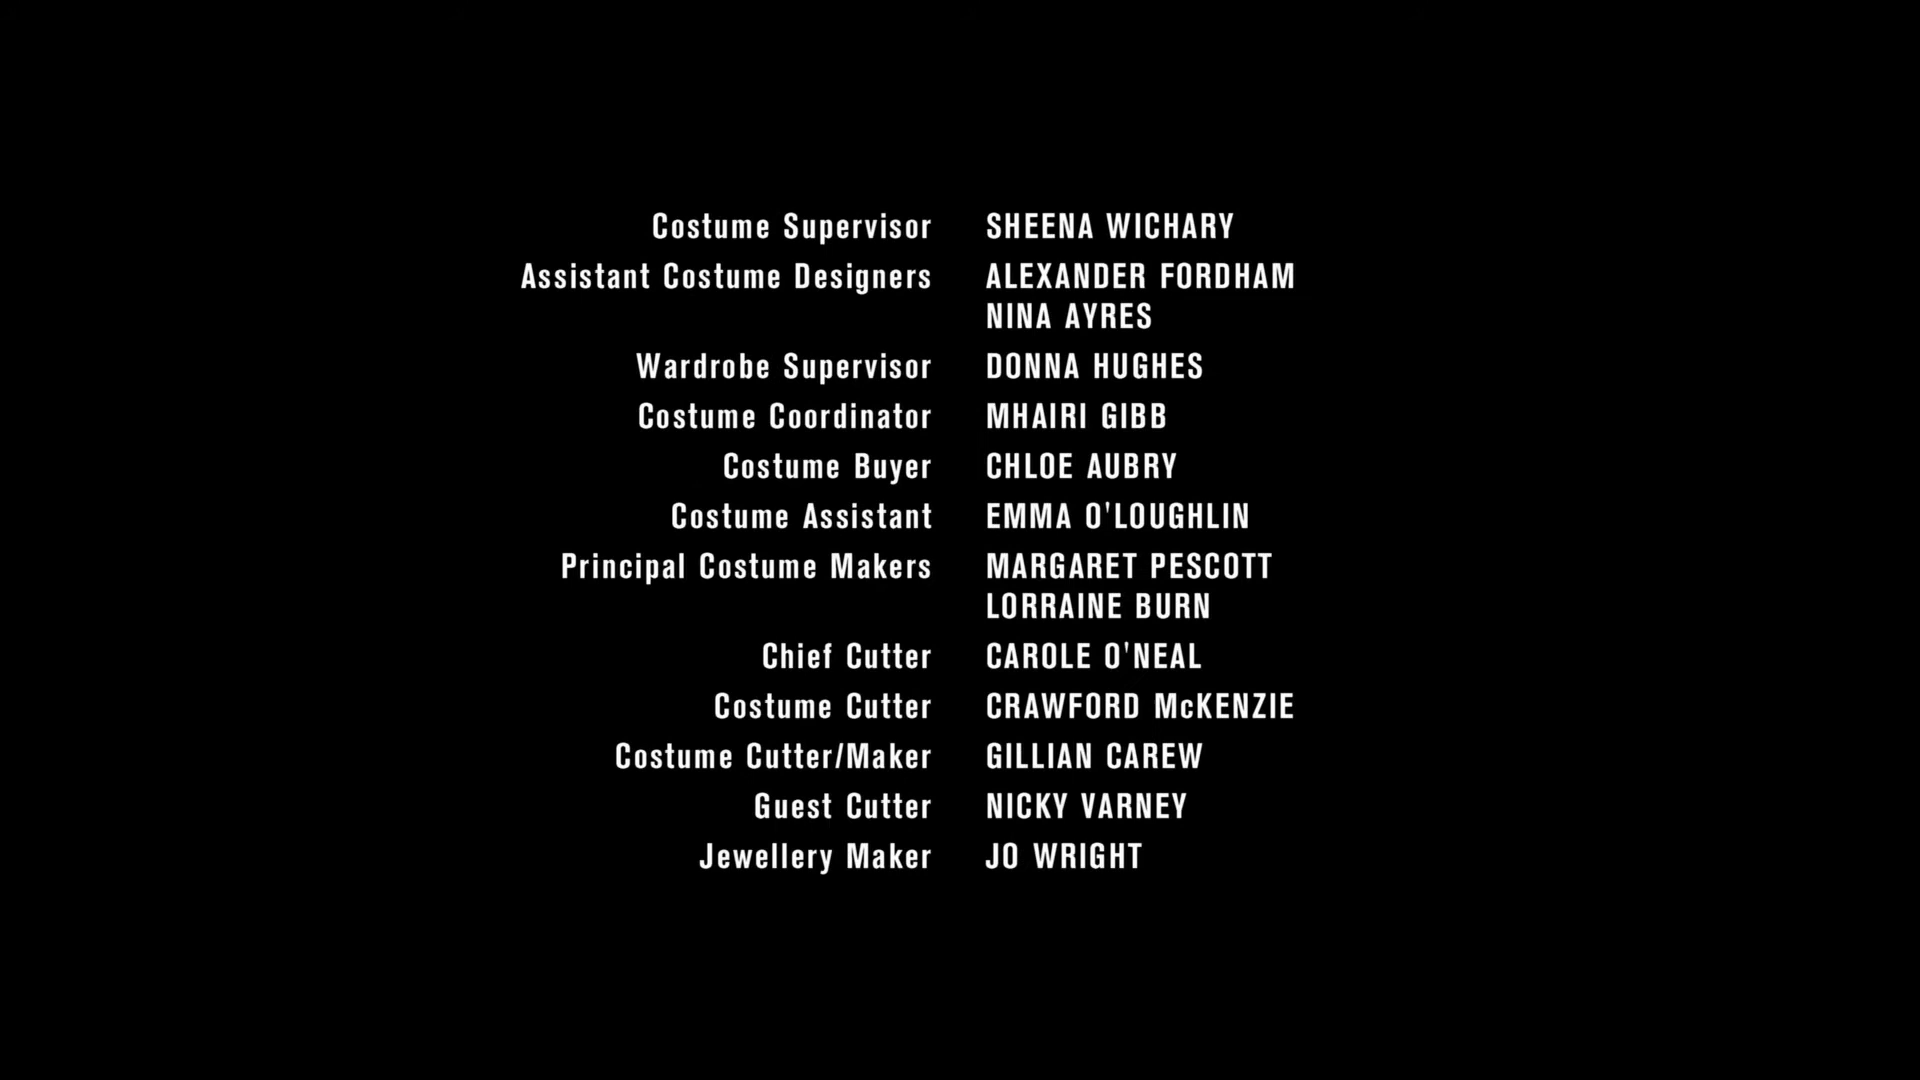 Costume Supervisor SHEENA WICHARY
Assistant Costume Designers ALEXANDER FORDHAM
NINA AYRES
Wardrobe Supervisor DONNA HUGHES
Costume Coordinator MHAIRI GIBB
Costume Buyer CHLOE AUBRY
Costume Assistant EMMA O'LOUGHLIN
Principal Costume Makers MARGARET PESCOTT
LORRAINE BURN
Chief Cutter CAROLE O'NEAL
Costume Cutter CRAWFORD McKENZIE
Costume Cutter/Maker GILLIAN CAREW
Guest Cutter NICKY VARNEY
Jewellery Maker JO WRIGHT